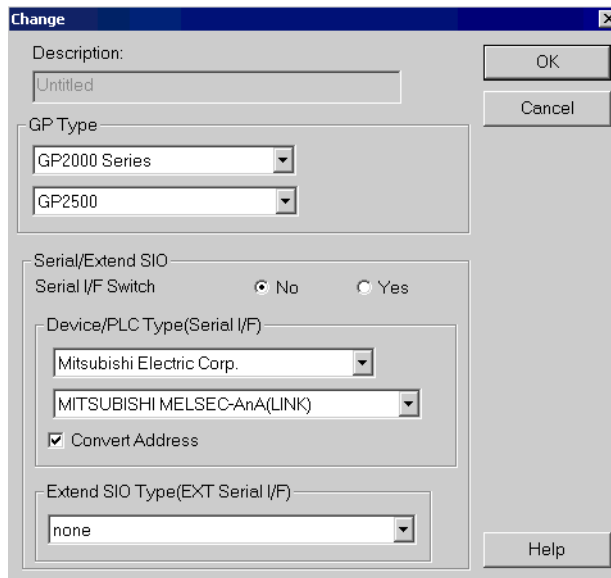 Change
Description:
OK
Untitled
Cancel
GP Type
GP2000 Series
GP2500
Serial/Extend SIO
Serial I/F Switch No Yes
Device/PLC Type(Serial I/F)
Mitsubishi Electric Corp.
MITSUBISHI MELSEC-AnA(LINK)
Convert Address
Extend SIO Type(EXT Serial I/F)
none
Help